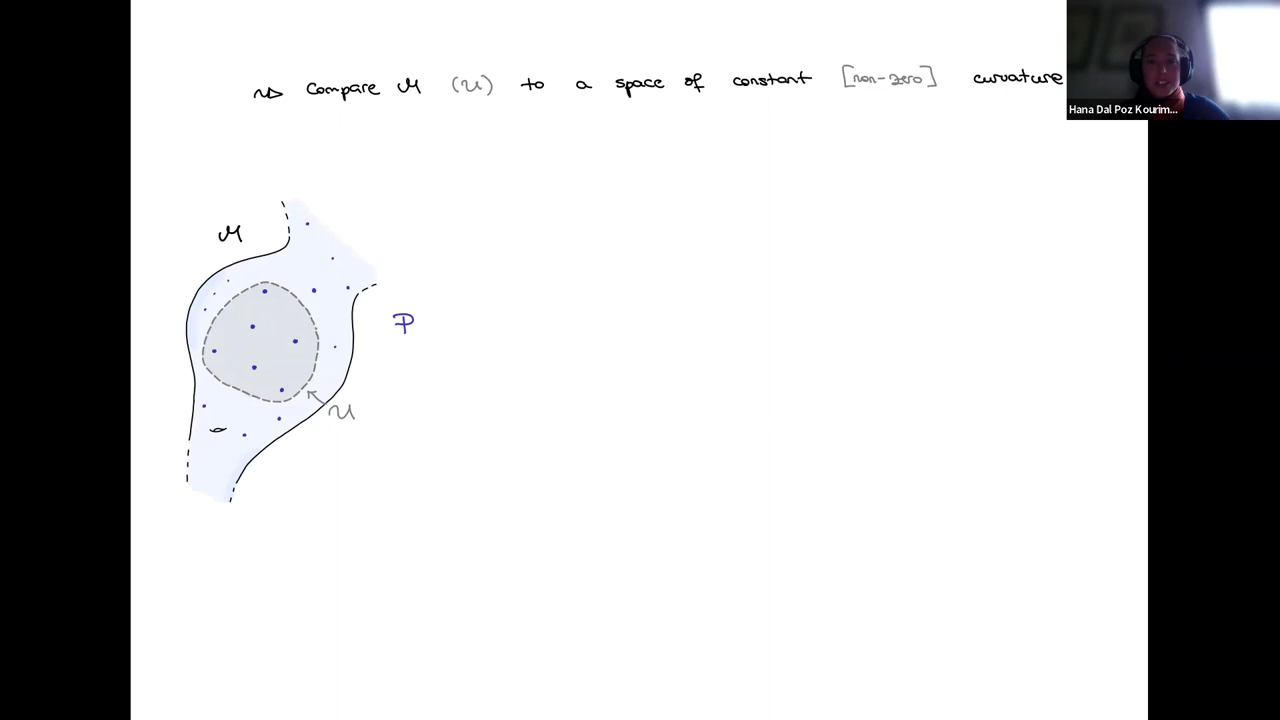 ⇝ Compare M (U) to a space of constant [non-zero] curvature
Hana Dal Poz Kourim...
M
P
U